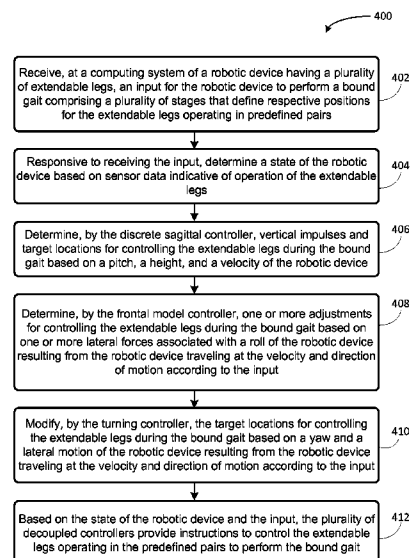 400
Receive, at a computing system of a robotic device having a plurality
of extendable legs, an input for the robotic device to perform a bound
gait comprising a plurality of stages that define respective positions
for the extendable legs operating in predefined pairs
402
Responsive to receiving the input, determine a state of the robotic
device based on sensor data indicative of operation of the extendable
legs
404
Determine, by the discrete sagittal controller, vertical impulses and
target locations for controlling the extendable legs during the bound
gait based on a pitch, a height, and a velocity of the robotic device
406
Determine, by the frontal model controller, one or more adjustments
for controlling the extendable legs during the bound gait based on
one or more lateral forces associated with a roll of the robotic device
resulting from the robotic device traveling at the velocity and direction
of motion according to the input
408
Modify, by the turning controller, the target locations for controlling
the extendable legs during the bound gait based on a yaw and a
lateral motion of the robotic device resulting from the robotic device
traveling at the velocity and direction of motion according to the input
410
Based on the state of the robotic device and the input, the plurality of
decoupled controllers provide instructions to control the extendable
legs operating in the predefined pairs to perform the bound gait
412